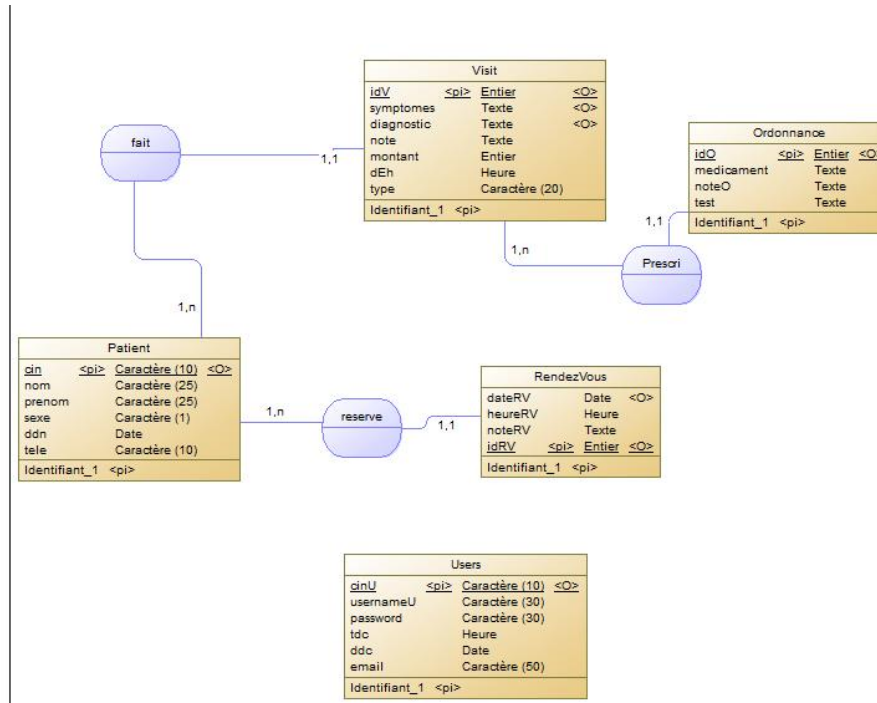 Visit
idV <pi> Entier <O>
symptomes Texte <O>
diagnostic Texte <O>
note Texte
montant Entier
dEh Heure
type Caractère (20)
Identifiant_1 <pi>
fait
1,1
1,n
Ordonnance
idO <pi> Entier <O>
medicament Texte
noteO Texte
test Texte
Identifiant_1 <pi>
1,1
1,n
Prescri
Patient
cin <pi> Caractère (10) <O>
nom Caractère (25)
prenom Caractère (25)
sexe Caractère (1)
ddn Date
tele Caractère (10)
Identifiant_1 <pi>
1,n
reserve
1,1
RendezVous
dateRV Date <O>
heureRV Heure
noteRV Texte
idRV <pi> Entier <O>
Identifiant_1 <pi>
Users
cinU <pi> Caractère (10) <O>
usernameU Caractère (30)
password Caractère (30)
tdc Heure
ddc Date
email Caractère (50)
Identifiant_1 <pi>